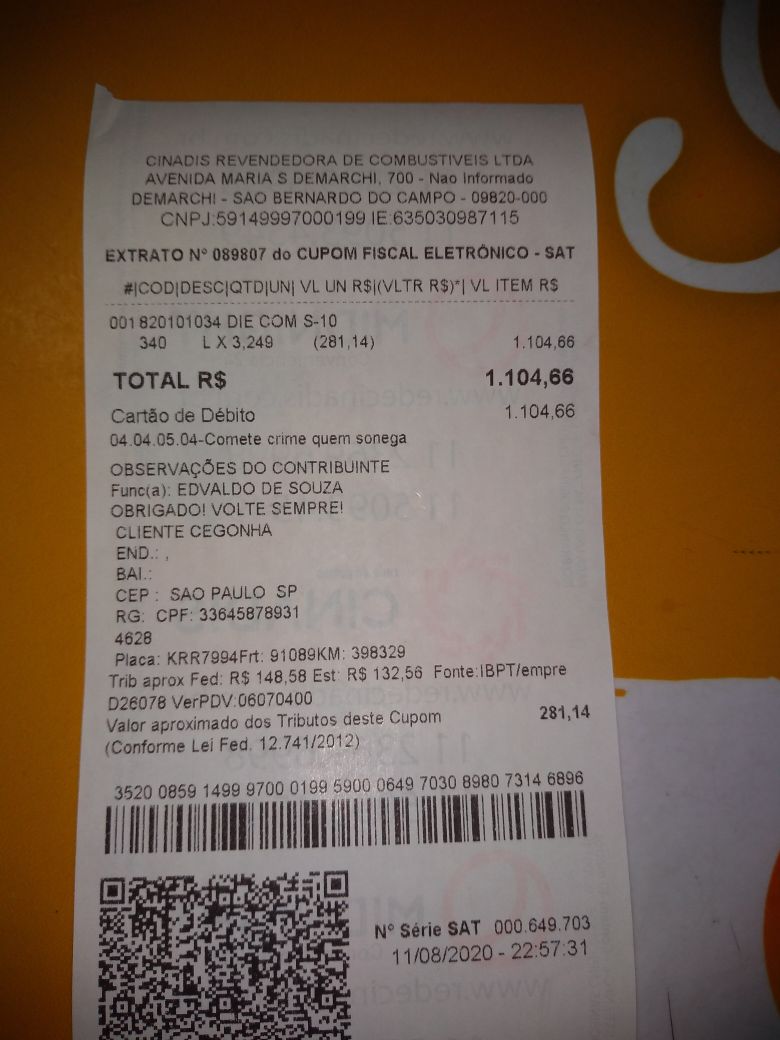 CINADIS REVENDEDORA DE COMBUSTIVEIS LTDA
AVENIDA MARIA S DEMARCHI, 700 - Nao Informado
DEMARCHI - SAO BERNARDO DO CAMPO - 09820-000
CNPJ:59149997000199 IE:635030987115
EXTRATO Nº 089807 do CUPOM FISCAL ELETRÔNICO - SAT
#|COD|DESC|QTD|UN| VL UN R$|(VLTR R$)*| VL ITEM R$
001 820101034 DIE COM S-10
340 L X 3,249 (281,14) 1.104,66
TOTAL R$ 1.104,66
Cartão de Débito 1.104,66
04.04.05.04-Comete crime quem sonega
OBSERVAÇÕES DO CONTRIBUINTE
Func(a): EDVALDO DE SOUZA
OBRIGADO! VOLTE SEMPRE!
CLIENTE CEGONHA
END.: ,
BAI.:
CEP : SAO PAULO SP
RG: CPF: 33645878931
4628
Placa: KRR7994Frt: 91089KM: 398329
Trib aprox Fed: R$ 148,58 Est: R$ 132,56 Fonte:IBPT/empre
D26078 VerPDV:06070400
Valor aproximado dos Tributos deste Cupom 281,14
(Conforme Lei Fed. 12.741/2012)
3520 0859 1499 9700 0199 5900 0649 7030 8980 7314 6896
Nº Série SAT 000.649.703
11/08/2020 - 22:57:31